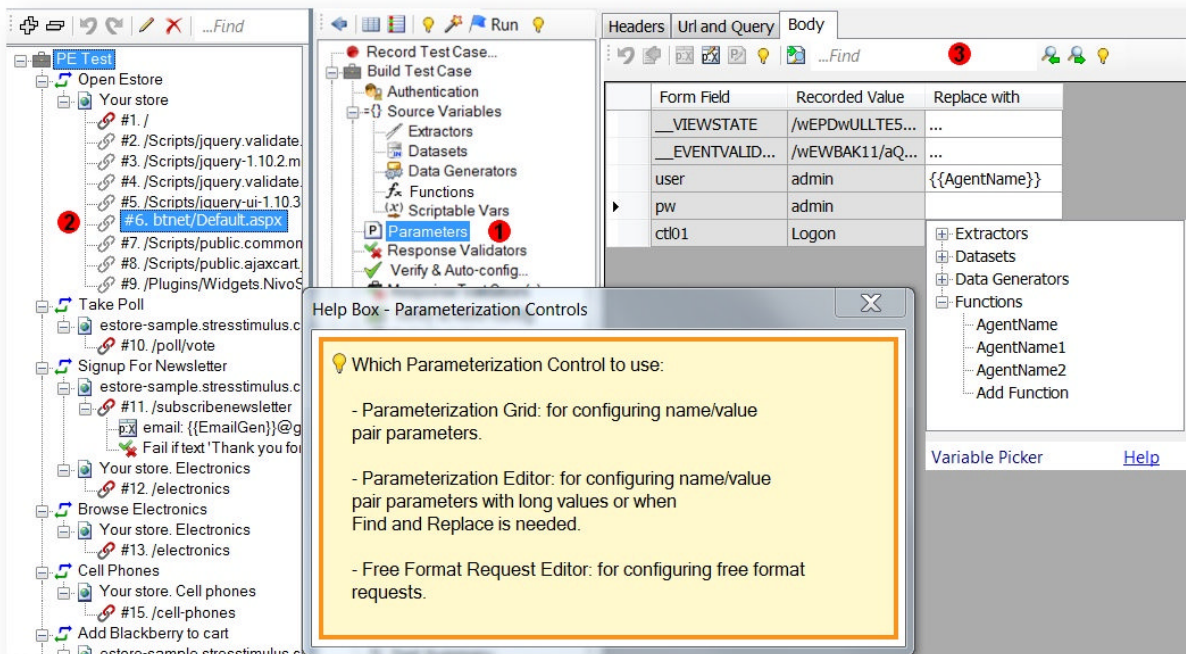 ...Find
PE Test
Open Estore
Your store
#1. /
#2. /Scripts/jquery.validate.
#3. /Scripts/jquery-1.10.2.m
#4. /Scripts/jquery.validate.
#5. /Scripts/jquery-ui-1.10.3
2
#6. btnet/Default.aspx
#7. /Scripts/public.common
#8. /Scripts/public.ajaxcart.
#9. /Plugins/Widgets.NivoS
Take Poll
estore-sample.stresstimulus.c
#10. /poll/vote
Signup For Newsletter
estore-sample.stresstimulus.c
#11. /subscribenewsletter
email: {{EmailGen}}@g
Fail if text 'Thank you for
Your store. Electronics
#12. /electronics
Browse Electronics
Your store. Electronics
#13. /electronics
Cell Phones
Your store. Cell phones
#15. /cell-phones
Add Blackberry to cart
estore-sample.stresstimulus.c
Run
Record Test Case...
Build Test Case
Authentication
Source Variables
Extractors
Datasets
Data Generators
Functions
Scriptable Vars
Parameters
1
Response Validators
Verify & Auto-config...
Headers
Url and Query
Body
...Find
3
Form Field Recorded Value Replace with
__VIEWSTATE /wEPDwULLTE5... ...
__EVENTVALID... /wEWBAK11/aQ... ...
user admin {{AgentName}}
pw admin
ctl01 Logon
Extractors
Datasets
Data Generators
Functions
AgentName
AgentName1
AgentName2
Add Function
Variable Picker Help
Help Box - Parameterization Controls
X
Which Parameterization Control to use:
- Parameterization Grid: for configuring name/value
pair parameters.
- Parameterization Editor: for configuring name/value
pair parameters with long values or when
Find and Replace is needed.
- Free Format Request Editor: for configuring free format
requests.